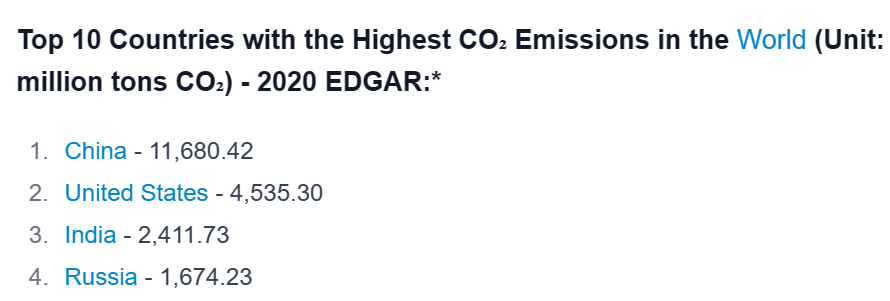 Top 10 Countries with the Highest CO₂ Emissions in the World (Unit:
million tons CO₂) - 2020 EDGAR:*
1. China - 11,680.42
2. United States - 4,535.30
3. India - 2,411.73
4. Russia - 1,674.23